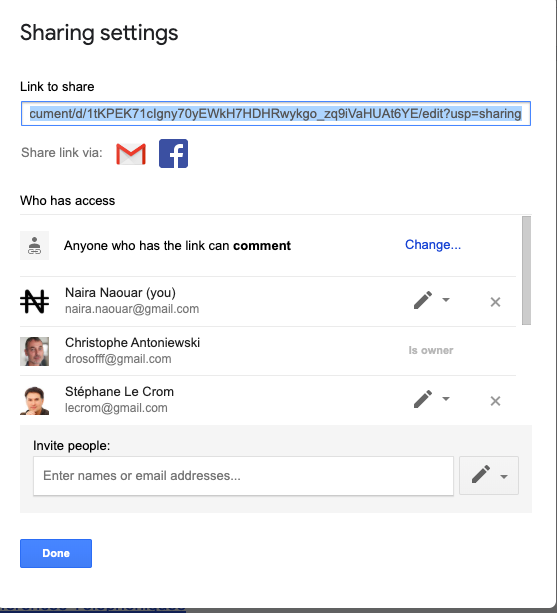 Sharing settings
Link to share
cument/d/1tKPEK71cIgny70yEWkH7HDHRwykgo_zq9iVaHUAt6YE/edit?usp=sharing
Share link via:
Who has access
Anyone who has the link can comment Change...
Naira Naouar (you)
naira.naouar@gmail.com
Christophe Antoniewski
drosofff@gmail.com
Is owner
Stéphane Le Crom
lecrom@gmail.com
Invite people:
Enter names or email addresses...
Done